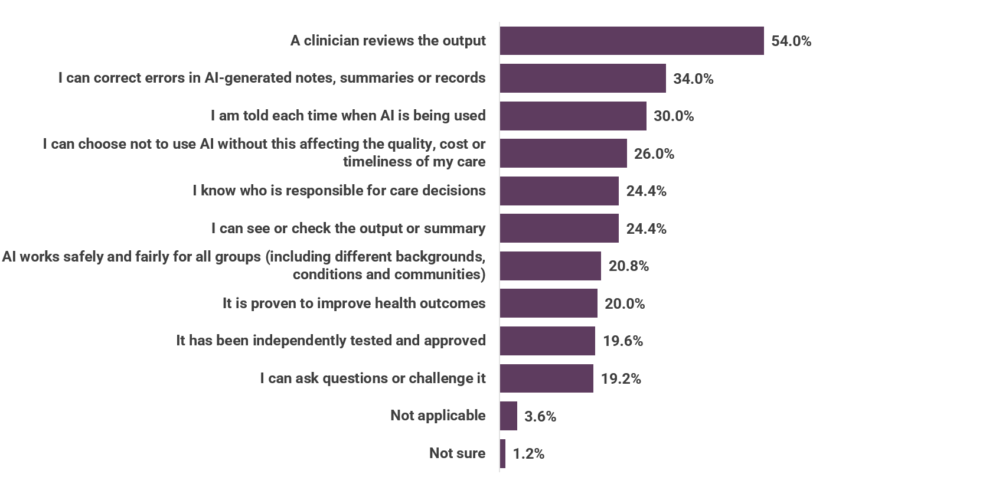 A clinician reviews the output 54.0%
I can correct errors in AI-generated notes, summaries or records 34.0%
I am told each time when AI is being used 30.0%
I can choose not to use AI without this affecting the quality, cost or
timeliness of my care 26.0%
I know who is responsible for care decisions 24.4%
I can see or check the output or summary 24.4%
AI works safely and fairly for all groups (including different backgrounds,
conditions and communities) 20.8%
It is proven to improve health outcomes 20.0%
It has been independently tested and approved 19.6%
I can ask questions or challenge it 19.2%
Not applicable 3.6%
Not sure 1.2%